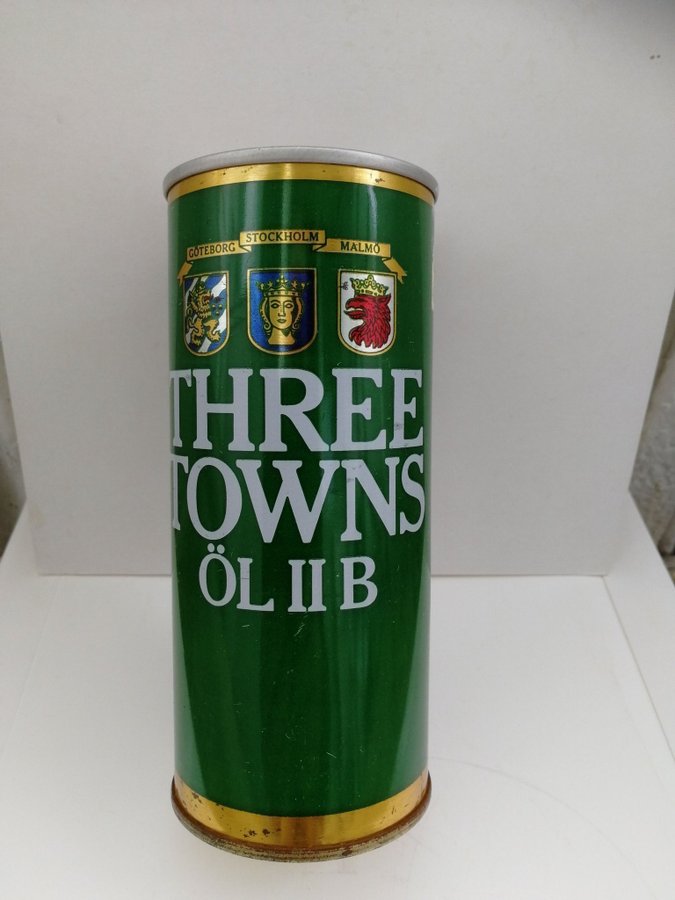 GÖTEBORG STOCKHOLM MALMÖ
THREE
TOWNS
ÖL II B